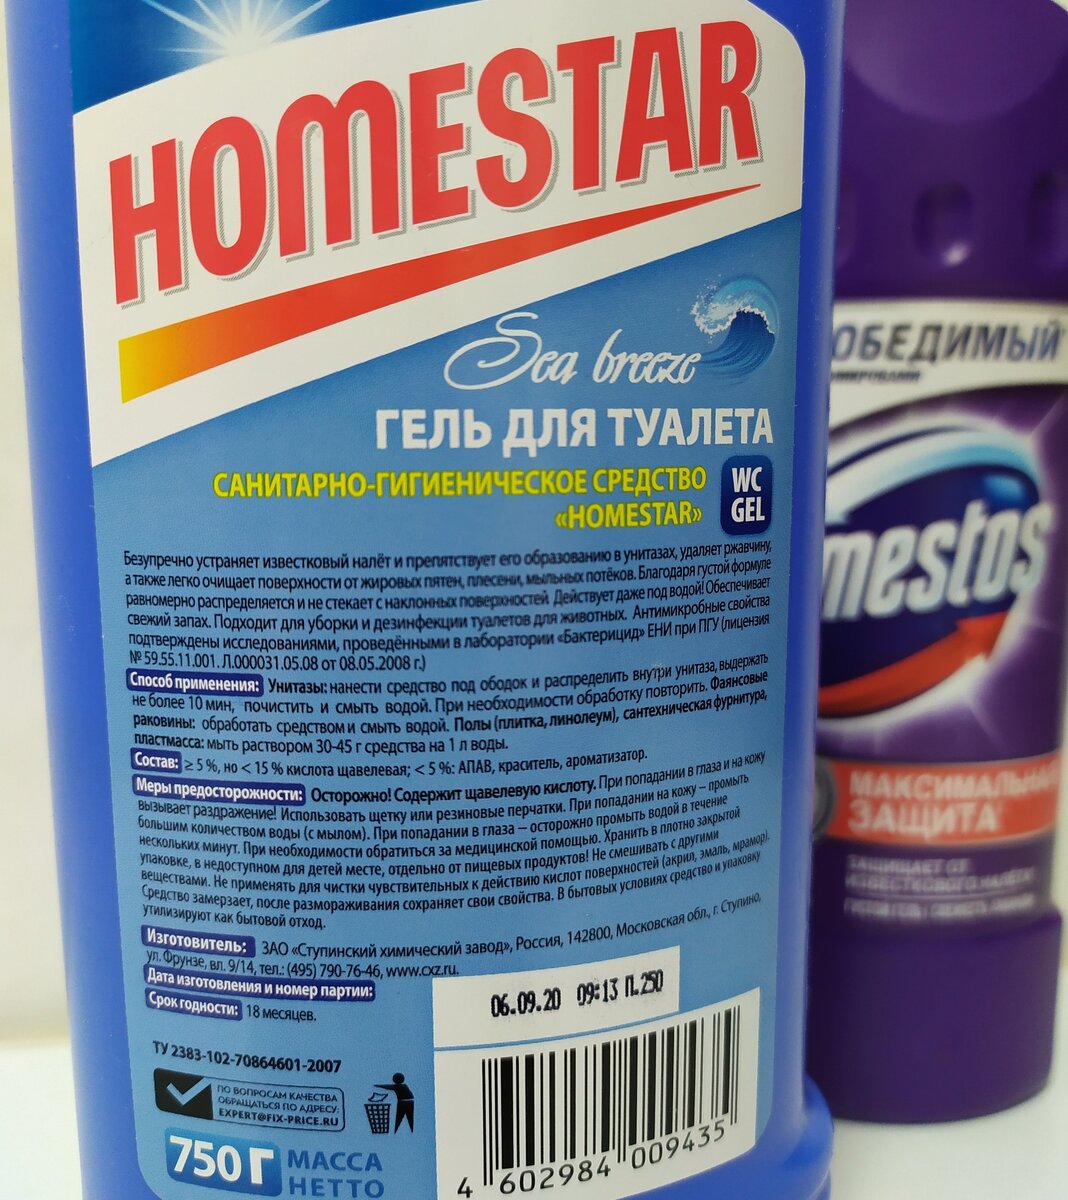 HOMESTAR
Sea breeze
ГЕЛЬ ДЛЯ ТУАЛЕТА
САНИТАРНО-ГИГИЕНИЧЕСКОЕ СРЕДСТВО
«HOMESTAR»
WC
GEL
Безупречно устраняет известковый налёт и препятствует его образованию в унитазах, удаляет ржавчину,
а также легко очищает поверхности от жировых пятен, плесени, мыльных потёков. Благодаря густой формуле
равномерно распределяется и не стекает с наклонных поверхностей. Действует даже под водой! Обеспечивает
свежий запах. Подходит для уборки и дезинфекции туалетов для животных. Антимикробные свойства
подтверждены исследованиями, проведёнными в лаборатории «Бактерицид» ЕНИ при ПГУ (лицензия
№ 59.55.11.001. Л.000031.05.08 от 08.05.2008 г.)
Способ применения: Унитазы: нанести средство под ободок и распределить внутри унитаза, выдержать
не более 10 мин, почистить и смыть водой. При необходимости обработку повторить. Фаянсовые
раковины: обработать средством и смыть водой. Полы (плитка, линолеум), сантехническая фурнитура,
пластмасса: мыть раствором 30-45 г средства на 1 л воды.
Состав: ≥ 5 %, но < 15 % кислота щавелевая; < 5 %: АПАВ, краситель, ароматизатор.
Меры предосторожности: Осторожно! Содержит щавелевую кислоту. При попадании в глаза и на кожу
вызывает раздражение! Использовать щетку или резиновые перчатки. При попадании на кожу – промыть
большим количеством воды (с мылом). При попадании в глаза – осторожно промыть водой в течение
нескольких минут. При необходимости обратиться за медицинской помощью. Хранить в плотно закрытой
упаковке, в недоступном для детей месте, отдельно от пищевых продуктов! Не смешивать с другими
веществами. Не применять для чистки чувствительных к действию кислот поверхностей (акрил, эмаль, мрамор).
Средство замерзает, после размораживания сохраняет свои свойства. В бытовых условиях средство и упаковку
утилизируют как бытовой отход.
Изготовитель: ЗАО «Ступинский химический завод», Россия, 142800, Московская обл., г. Ступино,
ул. Фрунзе, вл. 9/14, тел.: (495) 790-76-46, www.cxz.ru.
Дата изготовления и номер партии:
06.09.20 09:13 П.250
Срок годности: 18 месяцев.
ТУ 2383-102-70864601-2007
ПО ВОПРОСАМ КАЧЕСТВА
ОБРАЩАТЬСЯ ПО АДРЕСУ:
EXPERT@FIX-PRICE.RU
750 Г МАССА
НЕТТО
4 602984 009435
ОБЕДИМЫЙ
mestos
МАКСИМАЛЬНАЯ
ЗАЩИТА
ЗАЩИЩАЕТ ОТ
ИЗВЕСТКОВОГО НАЛЁТА